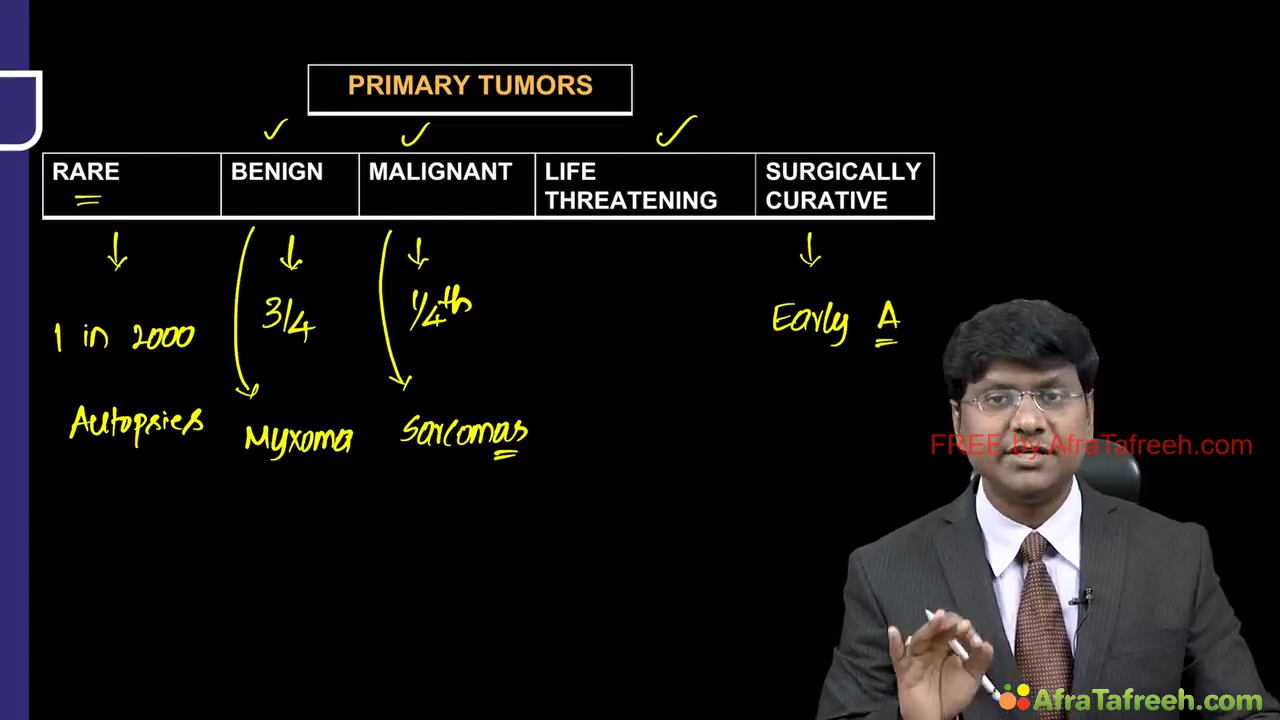 PRIMARY TUMORS
RARE
BENIGN
MALIGNANT
LIFE
THREATENING
SURGICALLY
CURATIVE
3/4
1/4th
Early A
1 in 2000
Autopsies
Myxoma
Sarcomas
FREE by AfraTafreeh.com
AfraTafreeh.com